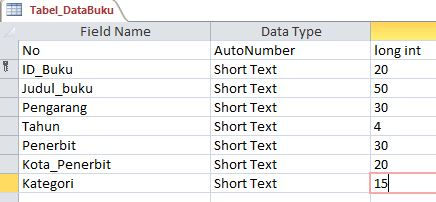 Tabel_DataBuku
Field Name Data Type
No AutoNumber long int
ID_Buku Short Text 20
Judul_buku Short Text 50
Pengarang Short Text 30
Tahun Short Text 4
Penerbit Short Text 30
Kota_Penerbit Short Text 20
Kategori Short Text 15